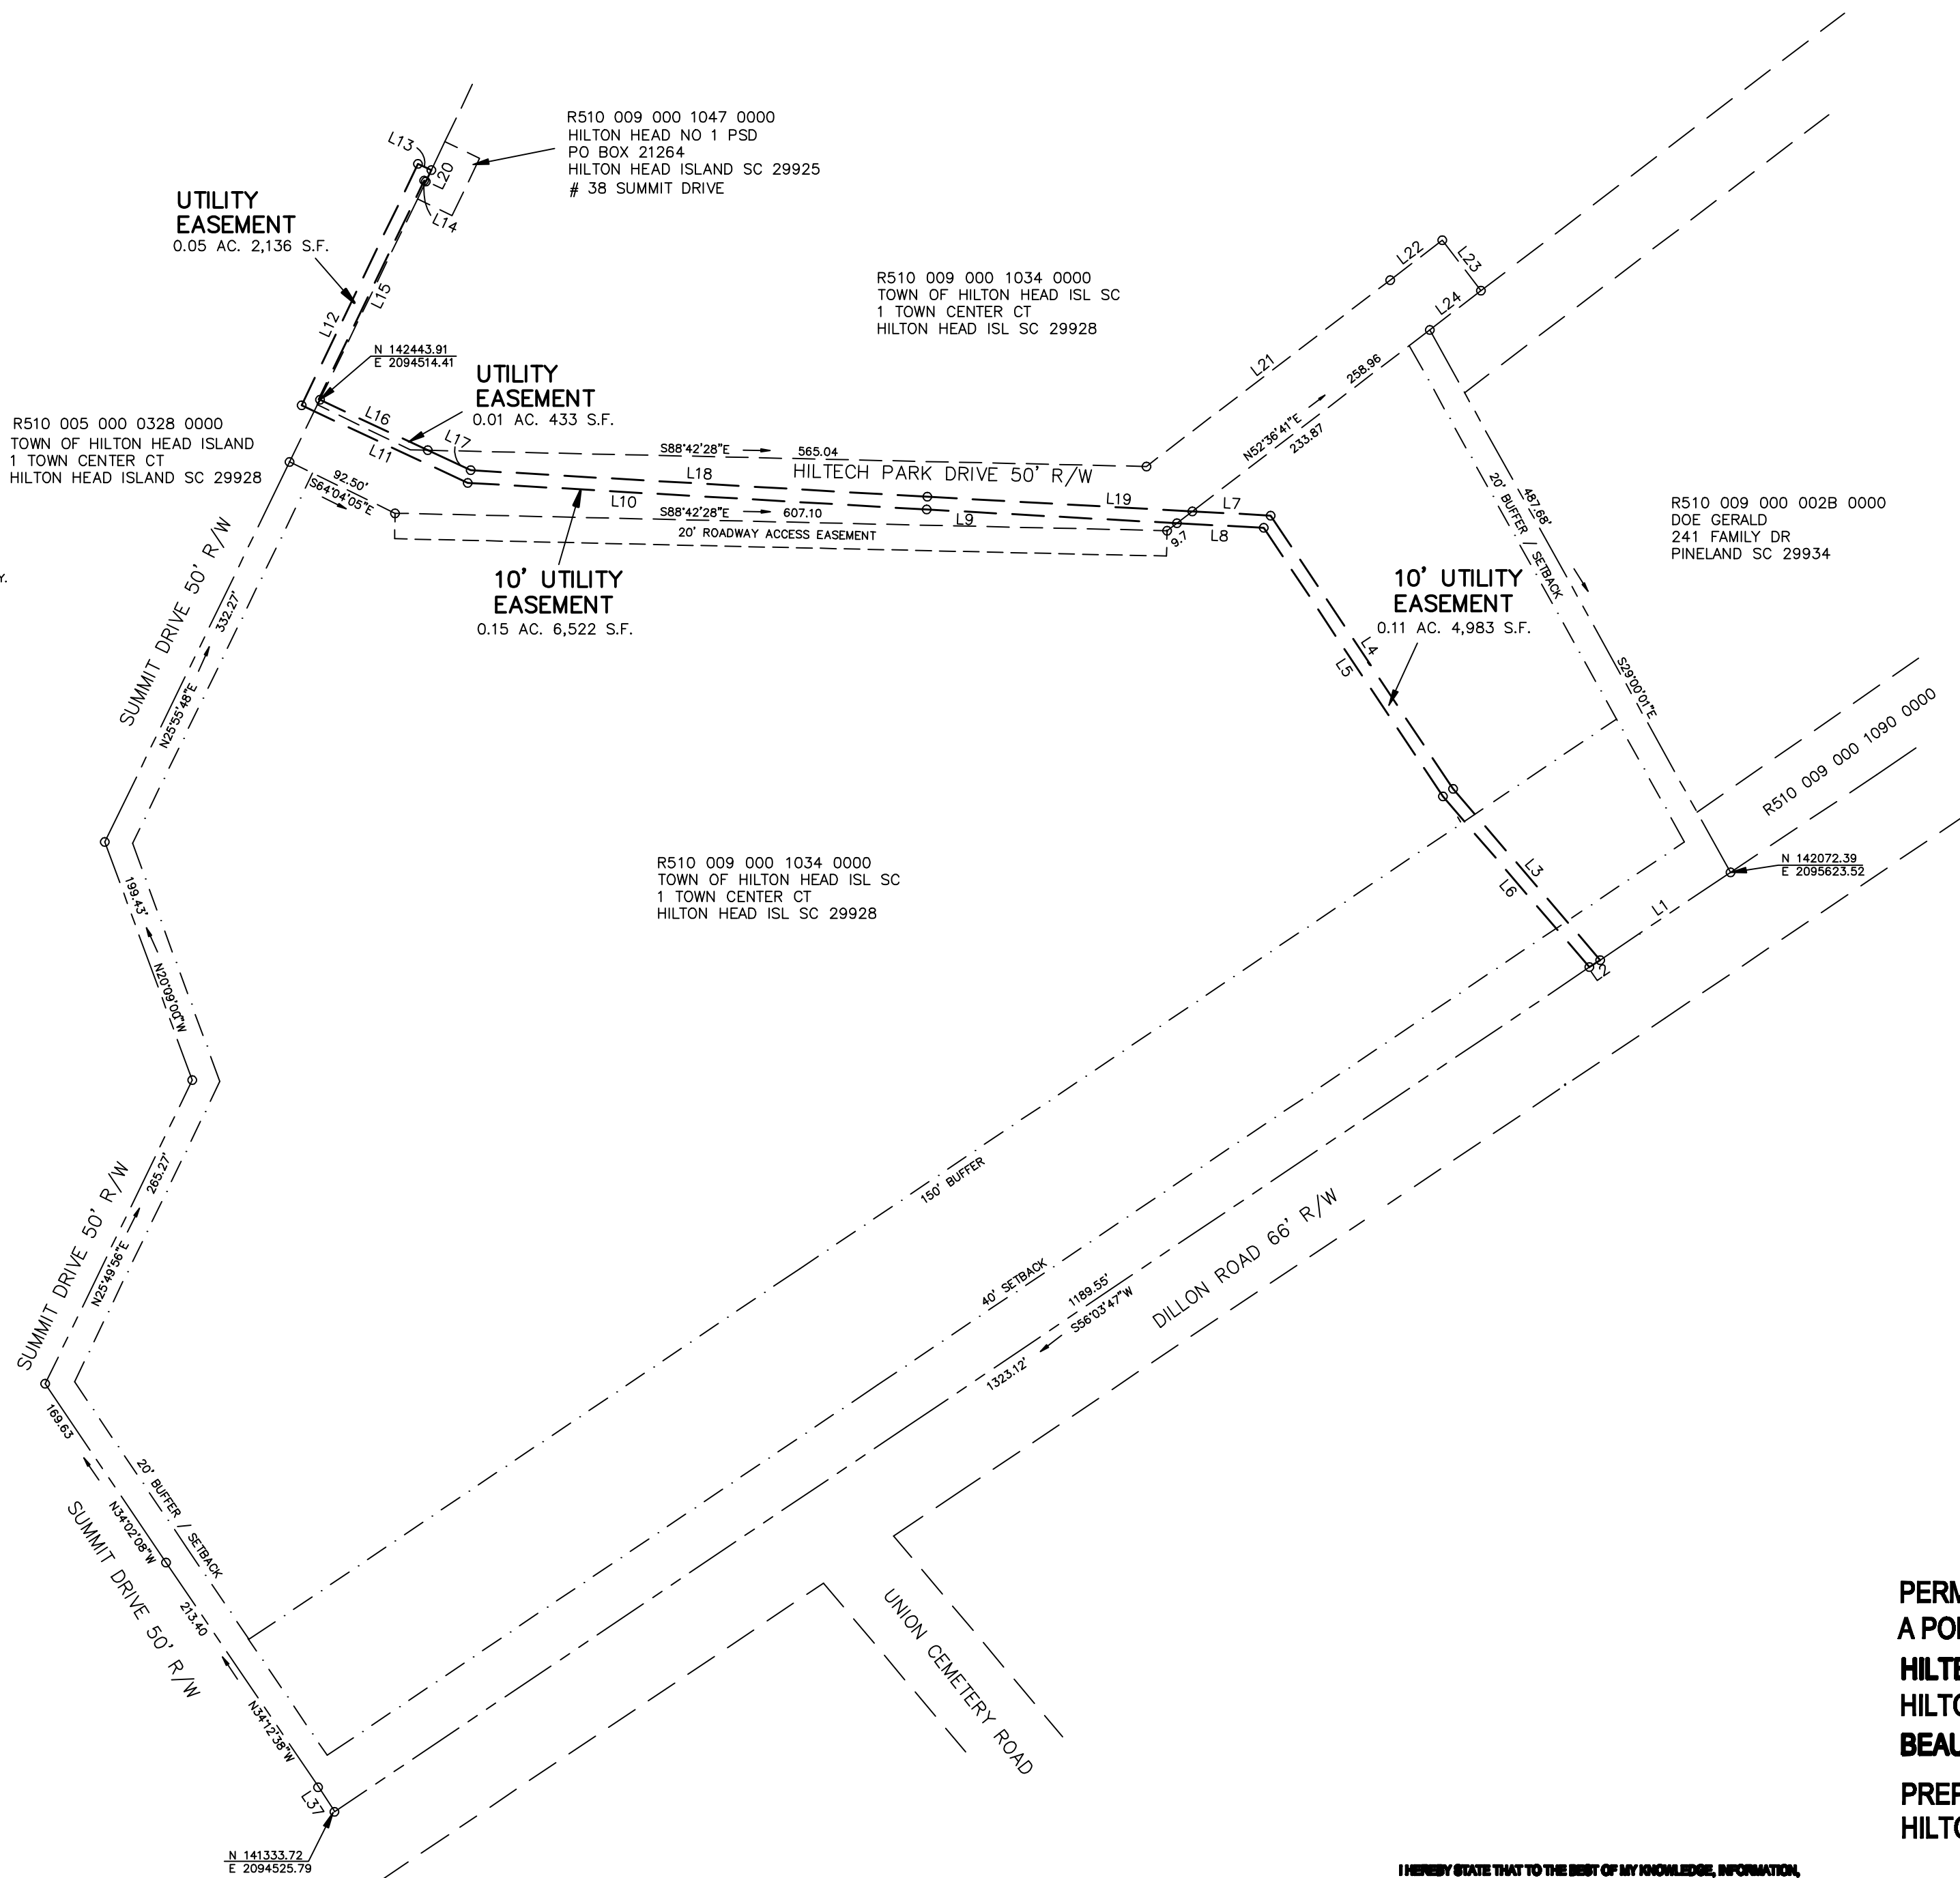 R510 009 000 1047 0000
HILTON HEAD NO 1 PSD
PO BOX 21264
HILTON HEAD ISLAND SC 29925
# 38 SUMMIT DRIVE
L13
L20
L14
UTILITY
EASEMENT
0.05 AC. 2,136 S.F.
L12
L15
N 142443.91
E 2094514.41
R510 009 000 1034 0000
TOWN OF HILTON HEAD ISL SC
1 TOWN CENTER CT
HILTON HEAD ISL SC 29928
L22
L23
L24
L21
258.96
N52°36'41"E
233.87
UTILITY
EASEMENT
0.01 AC. 433 S.F.
R510 005 000 0328 0000
TOWN OF HILTON HEAD ISLAND
1 TOWN CENTER CT
HILTON HEAD ISLAND SC 29928
L16
L17
L11
S88°42'28"E
565.04
HILTECH PARK DRIVE 50' R/W
L18
L10
L19
L7
L9
L8
9.7
92.50'
S64°04'05"E
S88°42'28"E
607.10
20' ROADWAY ACCESS EASEMENT
10' UTILITY
EASEMENT
0.15 AC. 6,522 S.F.
10' UTILITY
EASEMENT
0.11 AC. 4,983 S.F.
L4
L5
20' BUFFER / SETBACK
487.68'
S29°00'01"E
R510 009 000 002B 0000
DOE GERALD
241 FAMILY DR
PINELAND SC 29934
Y.
SUMMIT DRIVE 50' R/W
332.27'
N25°55'48"E
R510 009 000 1090 0000
N 142072.39
E 2095623.52
L3
L6
L1
L2
R510 009 000 1034 0000
TOWN OF HILTON HEAD ISL SC
1 TOWN CENTER CT
HILTON HEAD ISL SC 29928
199.43'
N20°09'00"W
SUMMIT DRIVE 50' R/W
265.27'
N25°49'56"E
150' BUFFER
40' SETBACK
1189.55'
S56°03'47"W
1323.12'
DILLON ROAD 66' R/W
169.63
20' BUFFER / SETBACK
N34°02'08"W
SUMMIT DRIVE 50' R/W
213.40
N34°12'38"W
L37
N 141333.72
E 2094525.79
UNION CEMETERY ROAD
PERM
A POI
HILTE
HILTO
BEAU
PREP
HILTO
I HEREBY STATE THAT TO THE BEST OF MY KNOWLEDGE, INFORMATION,